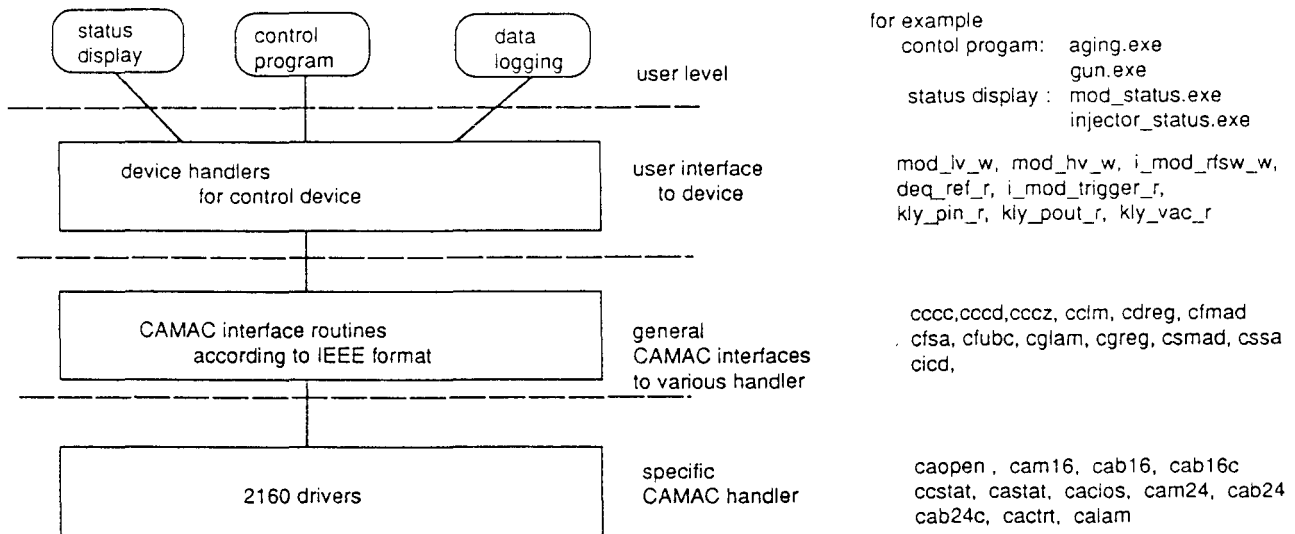 status
display
control
program
data
logging
user level
for example
contol progam: aging.exe
gun.exe
status display : mod_status.exe
injector_status.exe
device handlers
for control device
user interface
to device
mod_lv_w, mod_hv_w, i_mod_rfsw_w,
deq_ref_r, i_mod_trigger_r,
kly_pin_r, kly_pout_r, kly_vac_r
CAMAC interface routines
according to IEEE format
general
CAMAC interfaces
to various handler
cccc,cccd,cccz, cclm, cdreg, cfmad
cfsa, cfubc, cglam, cgreg, csmad, cssa
cicd,
2160 drivers
specific
CAMAC handler
caopen , cam16, cab16, cab16c
ccstat, castat, caclos, cam24, cab24
cab24c, cactrt, calam